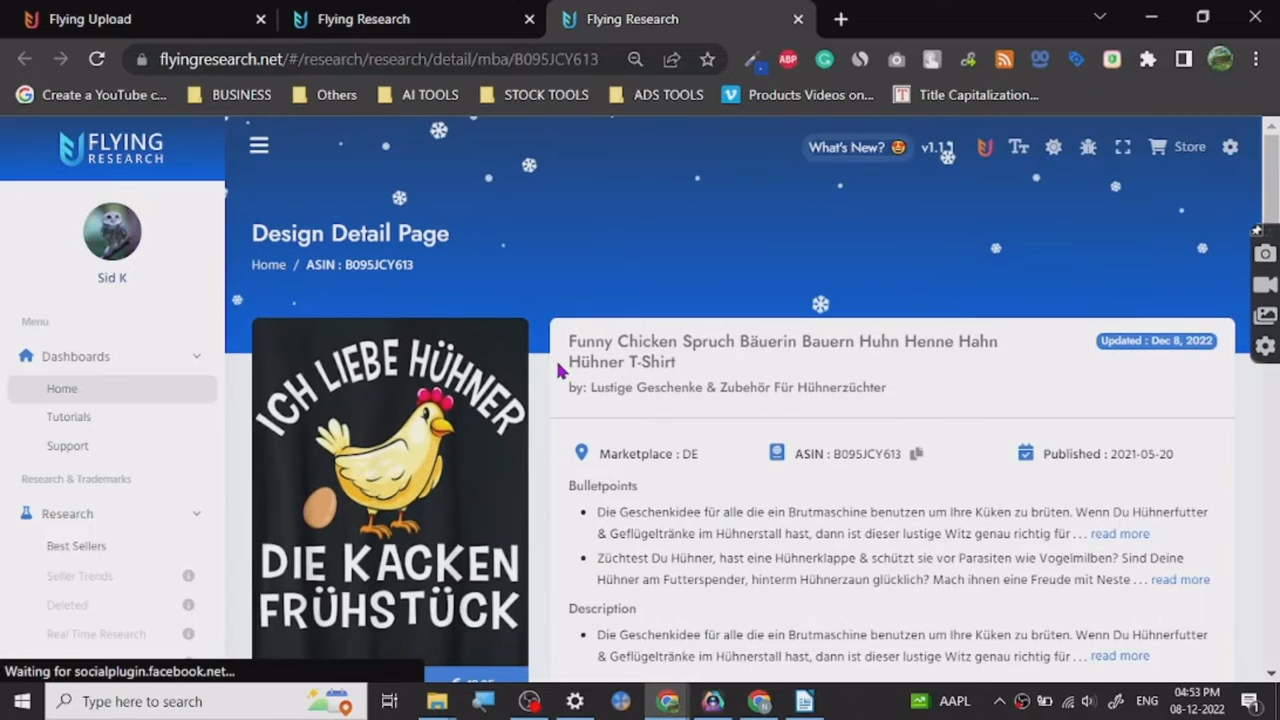 Flying Upload
Flying Research
Flying Research
flyingresearch.net/#/research/research/detail/mba/B095JCY613
ABP
Create a YouTube c...
BUSINESS
Others
AI TOOLS
STOCK TOOLS
ADS TOOLS
Products Videos on...
Title Capitalization...
FLYING
RESEARCH
What's New?
v1.1.1
Store
Design Detail Page
Home / ASIN : B095JCY613
Sid K
Menu
Dashboards
Home
Tutorials
Support
Research & Trademarks
Research
Best Sellers
Seller Trends
Deleted
Real Time Research
ICH LIEBE HÜHNER
DIE KACKEN
FRÜHSTÜCK
Funny Chicken Spruch Bäuerin Bauern Huhn Henne Hahn
Hühner T-Shirt
Updated : Dec 8, 2022
by: Lustige Geschenke & Zubehör Für Hühnerzüchter
Marketplace : DE
ASIN : B095JCY613
Published : 2021-05-20
Bulletpoints
Die Geschenkidee für alle die ein Brutmaschine benutzen um Ihre Küken zu brüten. Wenn Du Hühnerfutter
& Geflügeltränke im Hühnerstall hast, dann ist dieser lustige Witz genau richtig für ... read more
Züchtest Du Hühner, hast eine Hühnerklappe & schützt sie vor Parasiten wie Vogelmilben? Sind Deine
Hühner am Futterspender, hinterm Hühnerzaun glücklich? Mach ihnen eine Freude mit Neste ... read more
Description
Die Geschenkidee für alle die ein Brutmaschine benutzen um Ihre Küken zu brüten. Wenn Du Hühnerfutter
& Geflügeltränke im Hühnerstall hast, dann ist dieser lustige Witz genau richtig für ... read more
Waiting for socialplugin.facebook.net...
Type here to search
AAPL
ENG
04:53 PM
08-12-2022